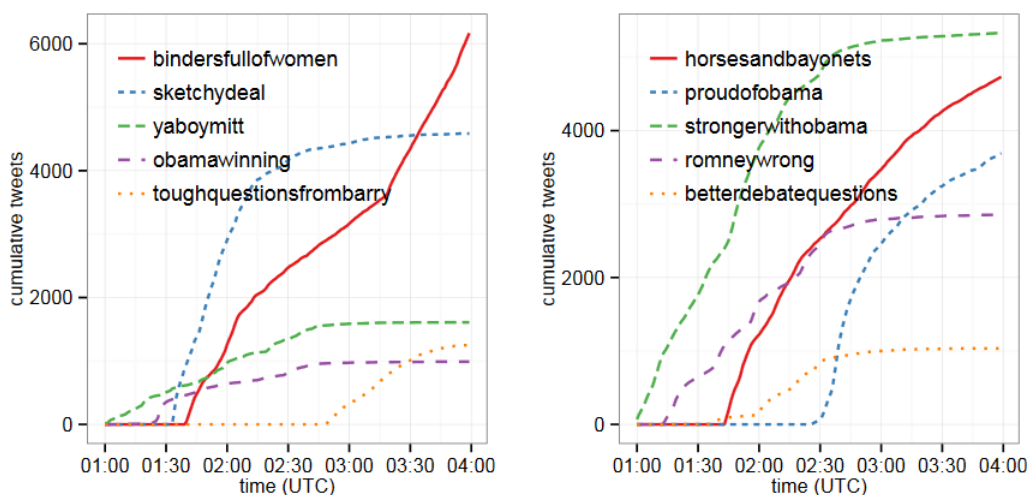 cumulative tweets
6000
4000
2000
0
bindersfullofwomen
sketchydeal
yaboymitt
obamawinning
toughquestionsfrombarry
01:00 01:30 02:00 02:30 03:00 03:30 04:00
time (UTC)
cumulative tweets
4000
2000
0
horsesandbayonets
proudofobama
strongerwithobama
romneywrong
betterdebatequestions
01:00 01:30 02:00 02:30 03:00 03:30 04:00
time (UTC)